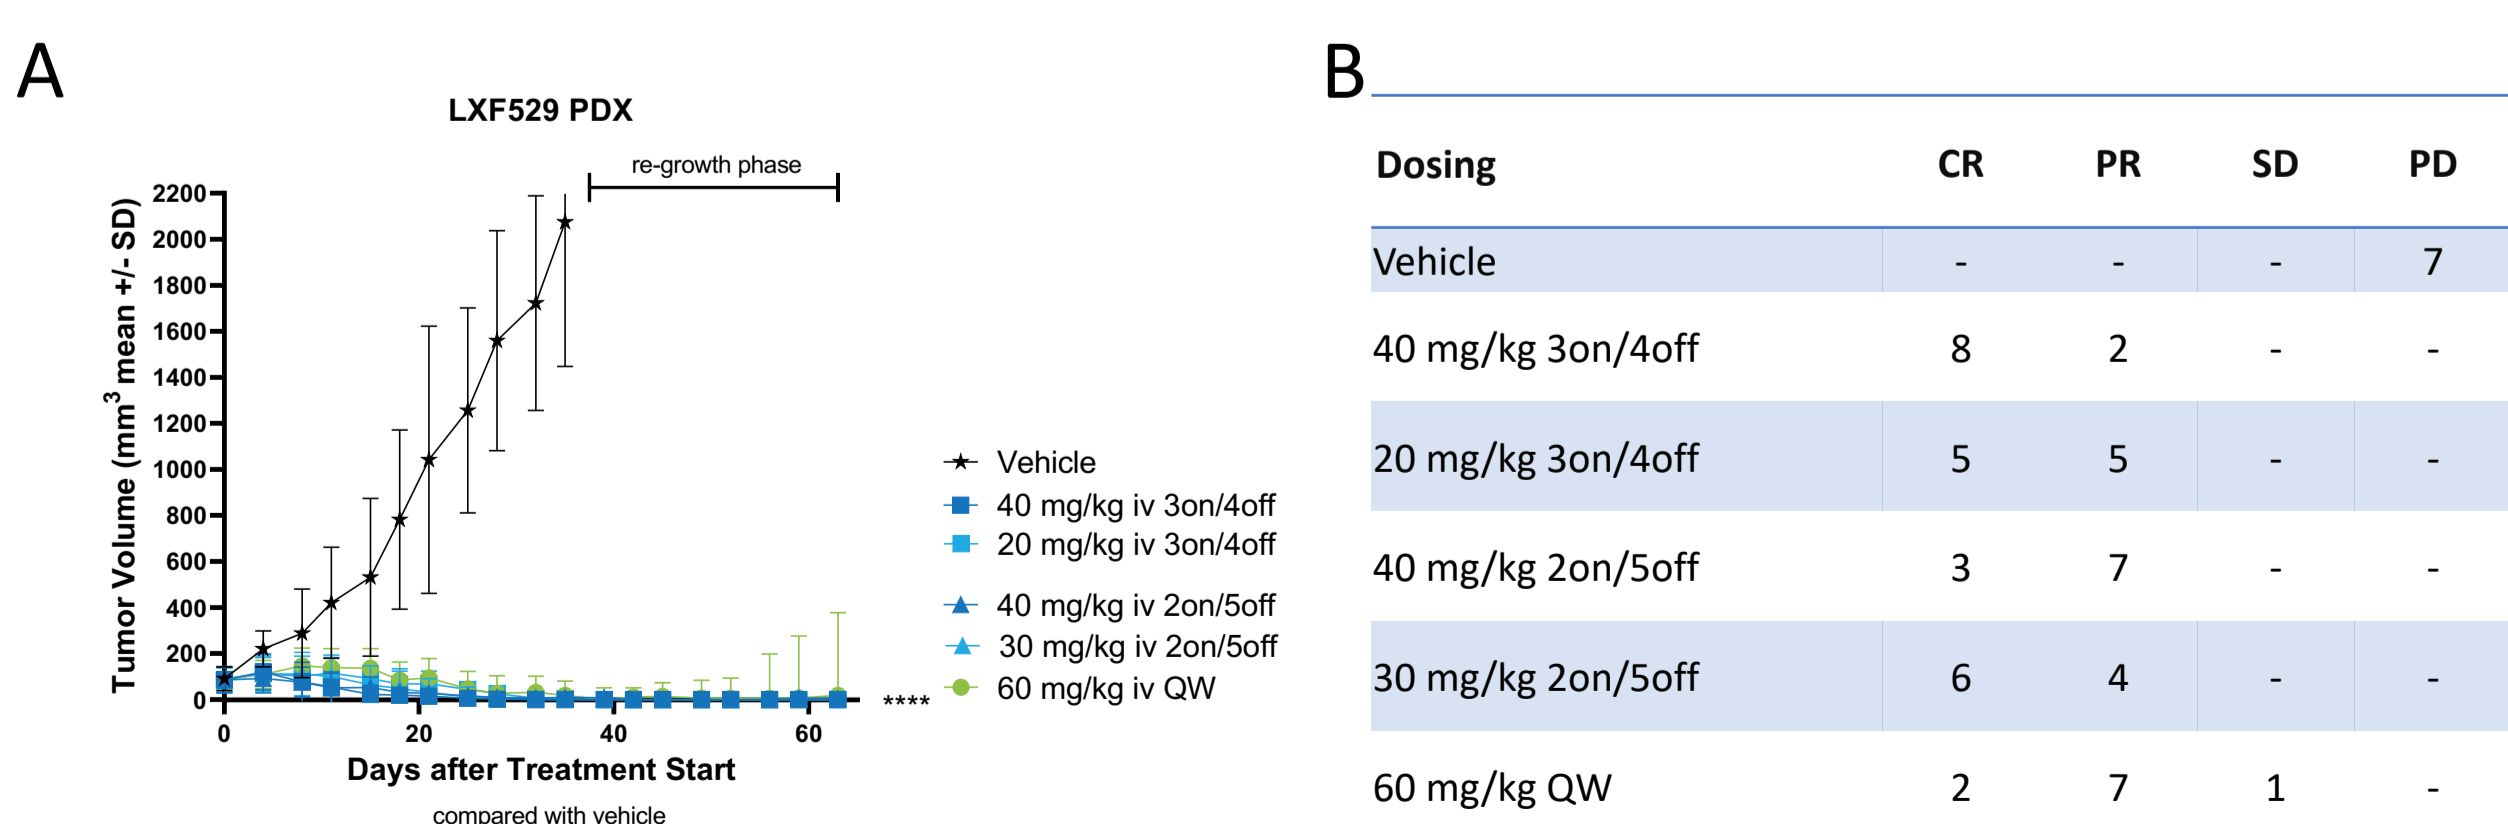 A
LXF529 PDX
re-growth phase
Tumor Volume (mm³ mean +/- SD)
2200
2000
1800
1600
1400
1200
1000
800
600
400
200
0
0 20 40 60
****
Days after Treatment Start
compared with vehicle
Vehicle
40 mg/kg iv 3on/4off
20 mg/kg iv 3on/4off
40 mg/kg iv 2on/5off
30 mg/kg iv 2on/5off
60 mg/kg iv QW
B
Dosing CR PR SD PD
Vehicle - - - 7
40 mg/kg 3on/4off 8 2 - -
20 mg/kg 3on/4off 5 5 - -
40 mg/kg 2on/5off 3 7 - -
30 mg/kg 2on/5off 6 4 - -
60 mg/kg QW 2 7 1 -